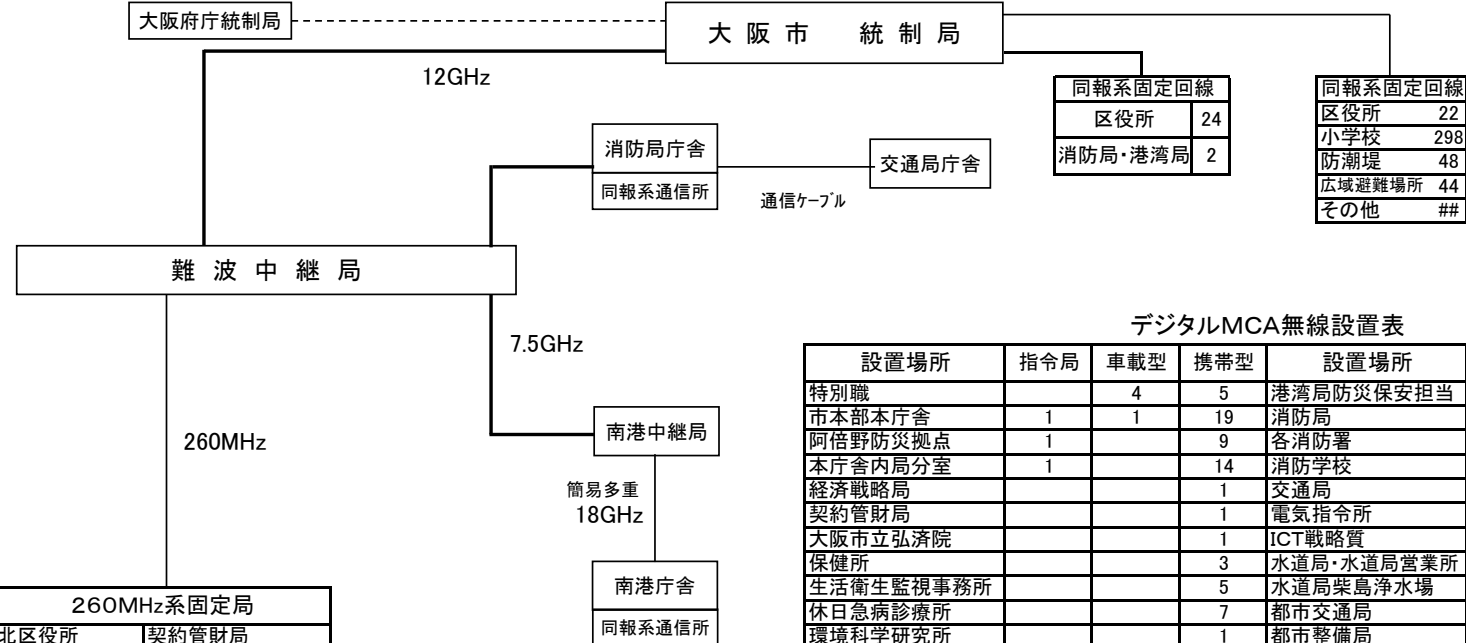 大阪府庁統制局
大阪市 統制局
12GHz
同報系固定回線
区役所 24
消防局・港湾局 2
同報系固定回線
区役所 22
小学校 298
防潮堤 48
広域避難場所 44
その他 ##
消防局庁舎
同報系通信所
通信ケーブル
交通局庁舎
難波中継局
7.5GHz
260MHz
南港中継局
簡易多重
18GHz
南港庁舎
同報系通信所
260MHz系固定局
北区役所 契約管財局
デジタルMCA無線設置表
設置場所 指令局 車載型 携帯型 設置場所
特別職 4 5 港湾局防災保安担当
市本部本庁舎 1 1 19 消防局
阿倍野防災拠点 1 9 各消防署
本庁舎内局分室 1 14 消防学校
経済戦略局 1 交通局
契約管財局 1 電気指令所
大阪市立弘済院 1 ICT戦略質
保健所 3 水道局・水道局営業所
生活衛生監視事務所 5 水道局柴島浄水場
休日急病診療所 7 都市交通局
環境科学研究所 1 都市整備局